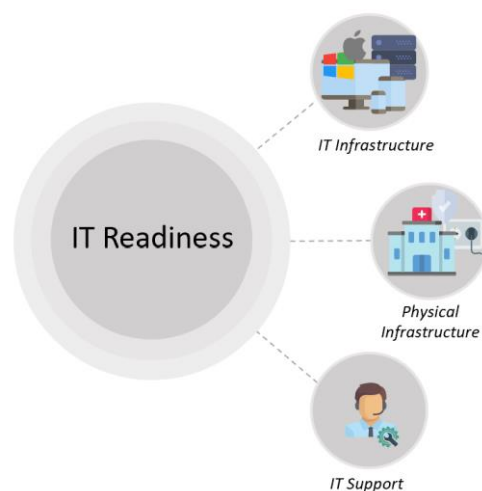 IT Infrastructure
IT Readiness
Physical
Infrastructure
IT Support